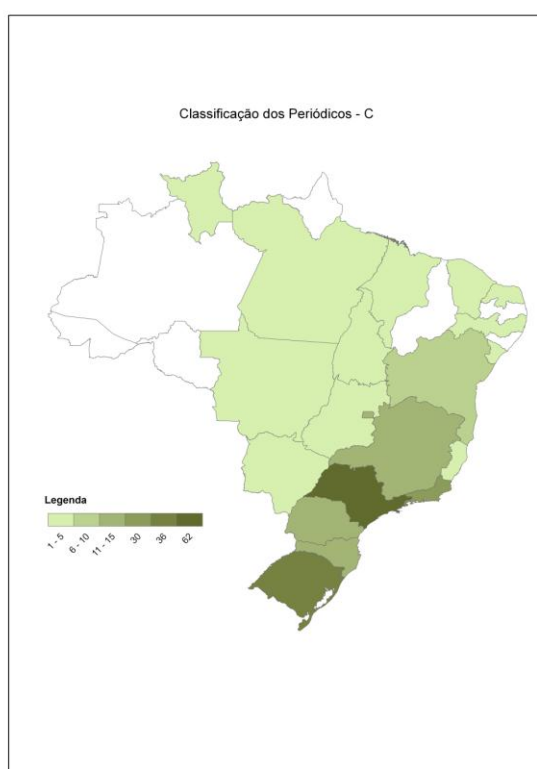 Classificação dos Periódicos - C
Legenda
1 - 5
6 - 10
11 - 15
30
36
62